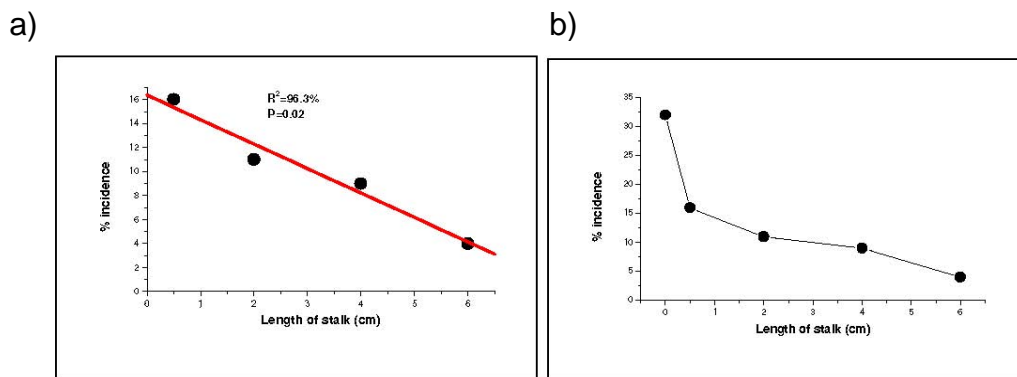 a)
R²=96.3%
P=0.02
16
14
12
10
8
6
4
2
0
% incidence
0 1 2 3 4 5 6
Length of stalk (cm)
b)
35
30
25
20
15
10
5
0
% incidence
0 1 2 3 4 5 6
Length of stalk (cm)